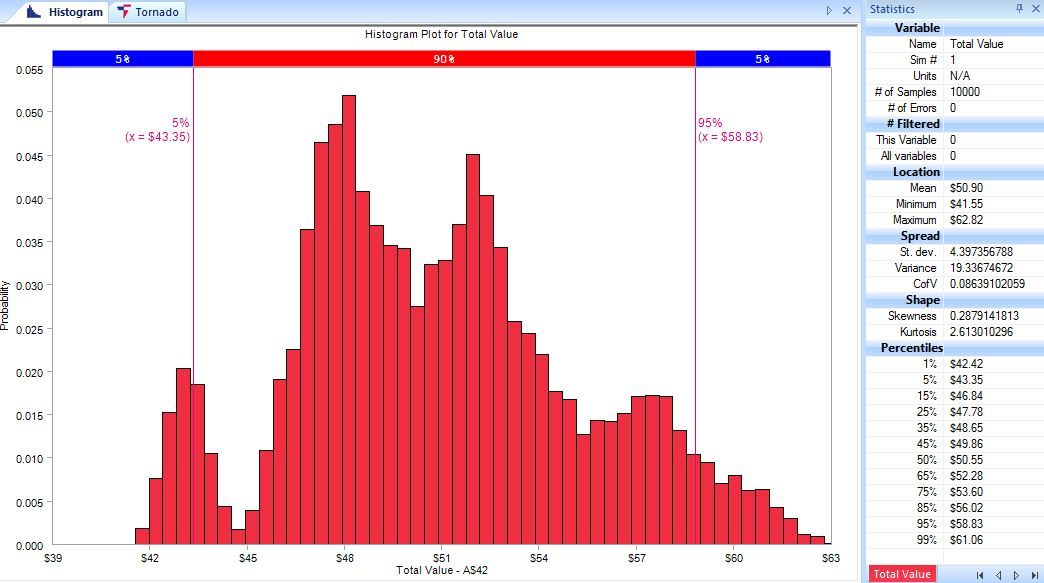 Histogram Tornado
Histogram Plot for Total Value
5% 90% 5%
5%
(x = $43.35)
95%
(x = $58.83)
Probability
0.055
0.050
0.045
0.040
0.035
0.030
0.025
0.020
0.015
0.010
0.005
0.000
$39 $42 $45 $48 $51 $54 $57 $60 $63
Total Value - A$42
Statistics
Variable
Name Total Value
Sim # 1
Units N/A
# of Samples 10000
# of Errors 0
# Filtered
This Variable 0
All variables 0
Location
Mean $50.90
Minimum $41.55
Maximum $62.82
Spread
St. dev. 4.397356788
Variance 19.33674672
CofV 0.08639102059
Shape
Skewness 0.2879141813
Kurtosis 2.613010296
Percentiles
1% $42.42
5% $43.35
15% $46.84
25% $47.78
35% $48.65
45% $49.86
50% $50.55
65% $52.28
75% $53.60
85% $56.02
95% $58.83
99% $61.06
Total Value